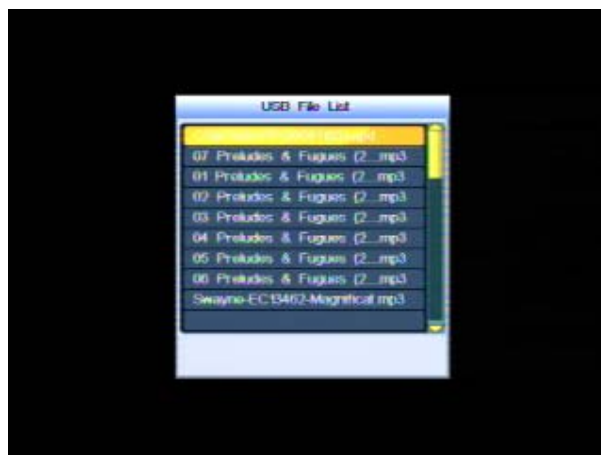 USB File List
07 Preludes & Fugues (2....mp3
01 Preludes & Fugues (2....mp3
02 Preludes & Fugues (2....mp3
03 Preludes & Fugues (2....mp3
04 Preludes & Fugues (2....mp3
05 Preludes & Fugues (2....mp3
06 Preludes & Fugues (2....mp3
Swayne-EC13462-Magnificat.mp3